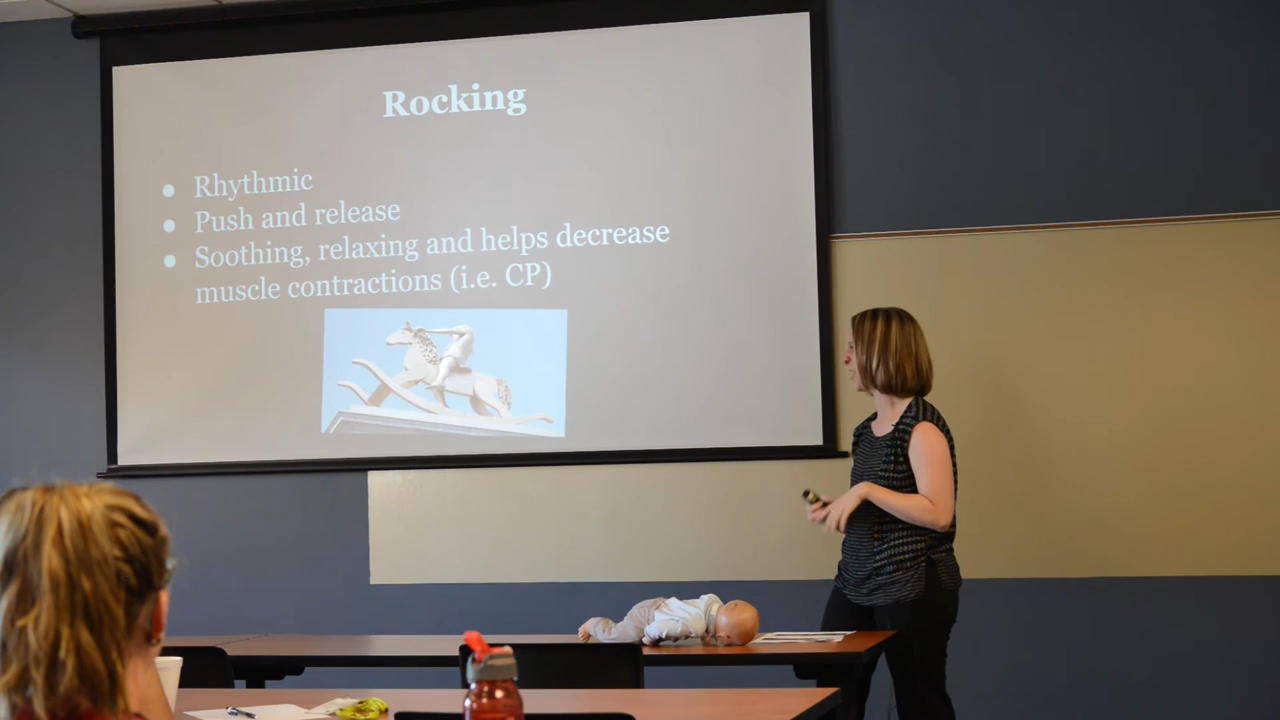 Rocking
● Rhythmic
● Push and release
● Soothing, relaxing and helps decrease
muscle contractions (i.e. CP)